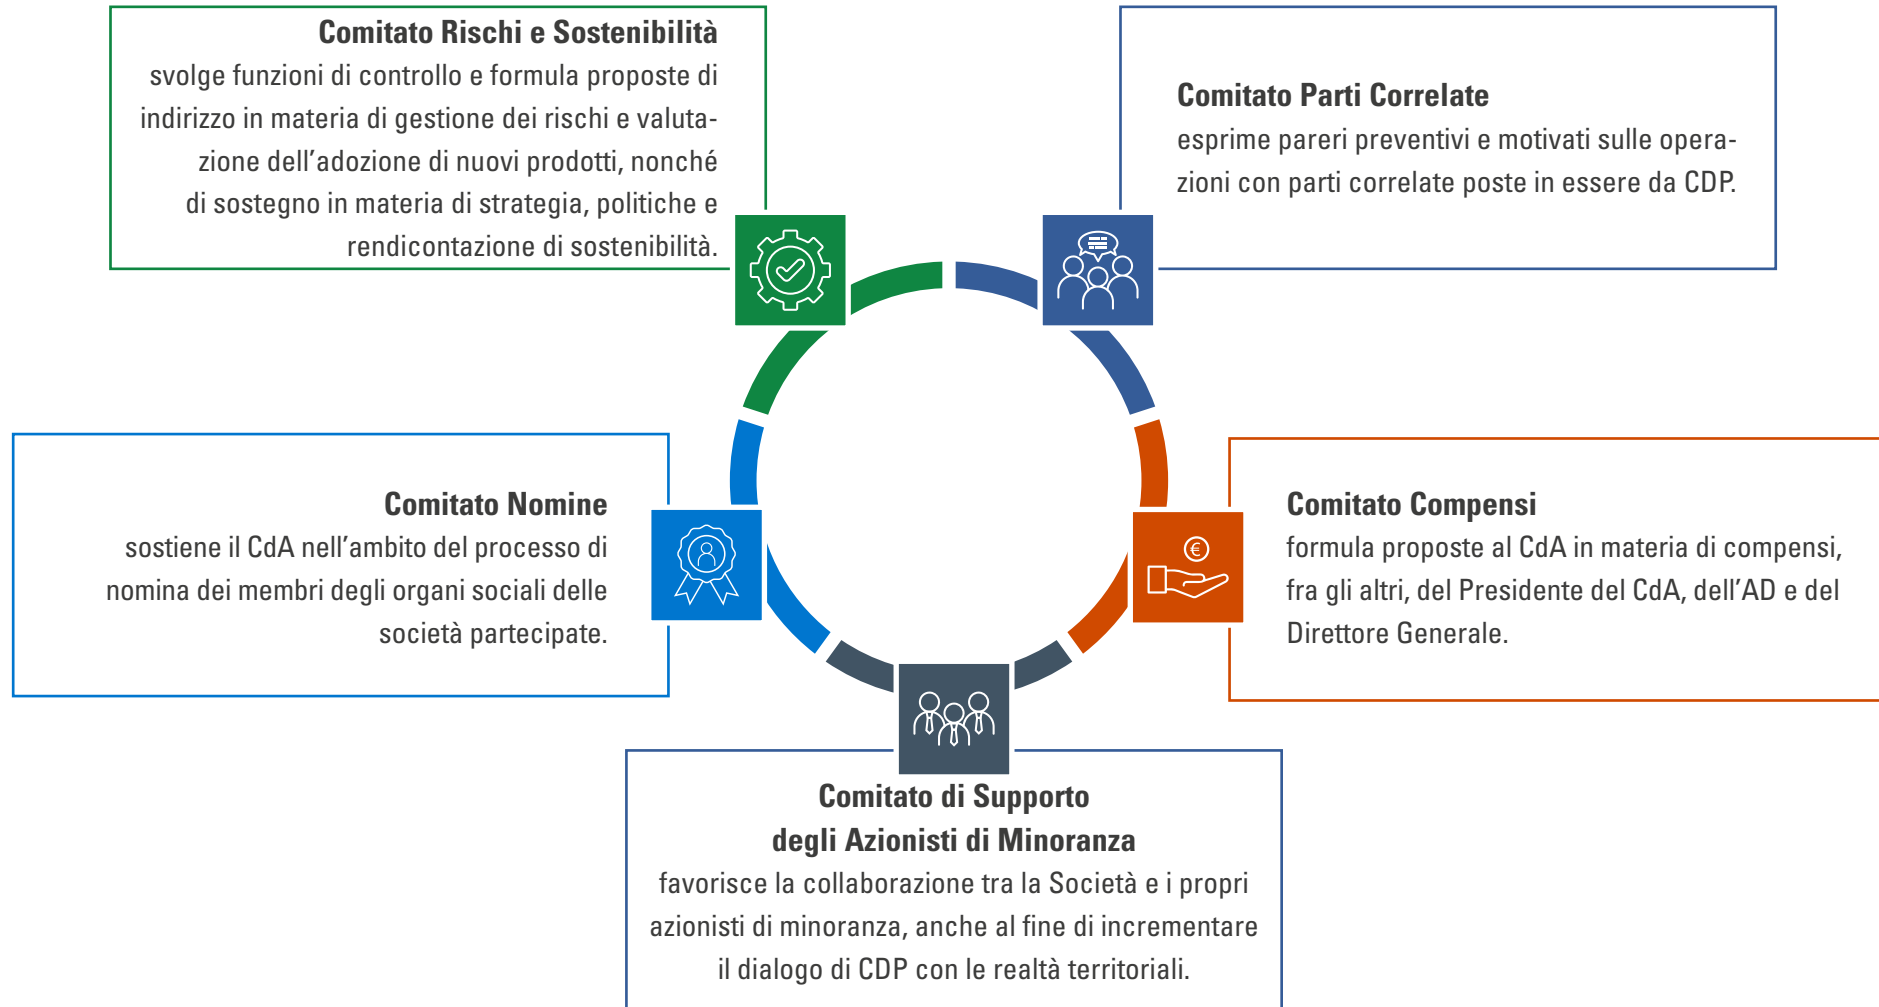 Comitato Rischi e Sostenibilità
svolge funzioni di controllo e formula proposte di
indirizzo in materia di gestione dei rischi e valuta-
zione dell’adozione di nuovi prodotti, nonché
di sostegno in materia di strategia, politiche e
rendicontazione di sostenibilità.
Comitato Parti Correlate
esprime pareri preventivi e motivati sulle opera-
zioni con parti correlate poste in essere da CDP.
Comitato Nomine
sostiene il CdA nell’ambito del processo di
nomina dei membri degli organi sociali delle
società partecipate.
€
Comitato Compensi
formula proposte al CdA in materia di compensi,
fra gli altri, del Presidente del CdA, dell’AD e del
Direttore Generale.
Comitato di Supporto
degli Azionisti di Minoranza
favorisce la collaborazione tra la Società e i propri
azionisti di minoranza, anche al fine di incrementare
il dialogo di CDP con le realtà territoriali.